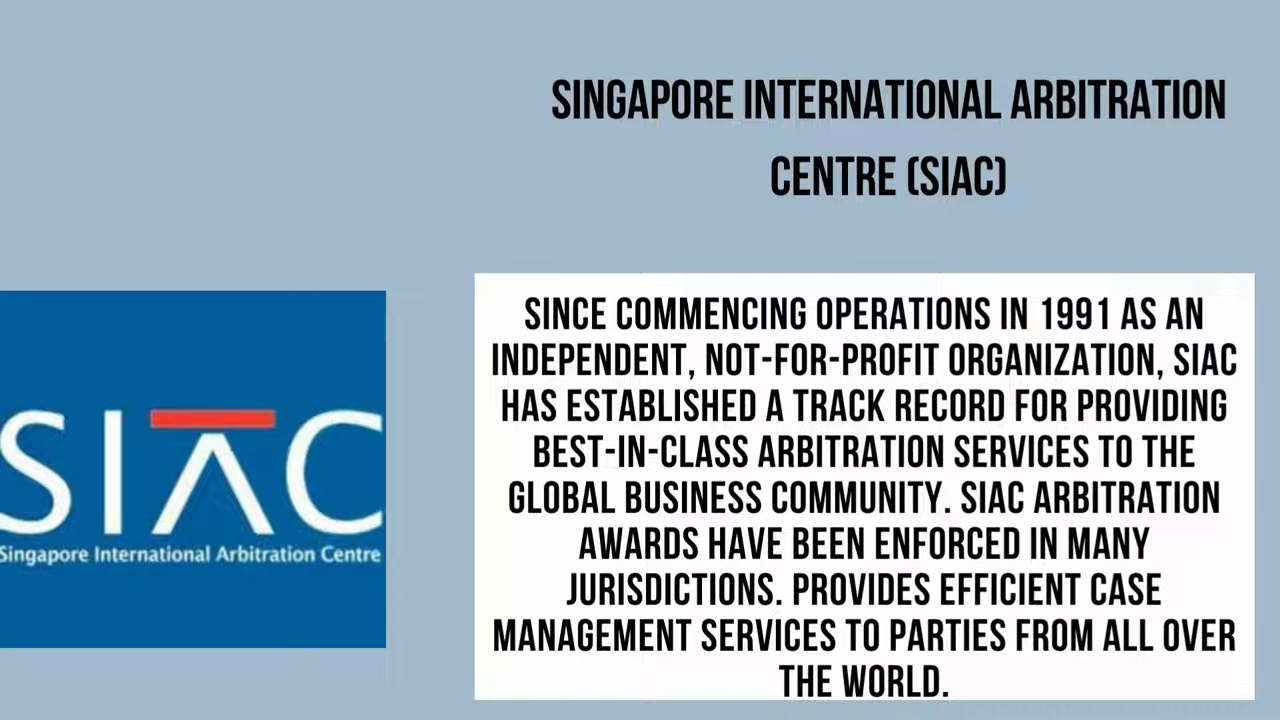 SINGAPORE INTERNATIONAL ARBITRATION
CENTRE (SIAC)
SIAC
Singapore International Arbitration Centre
SINCE COMMENCING OPERATIONS IN 1991 AS AN
INDEPENDENT, NOT-FOR-PROFIT ORGANIZATION, SIAC
HAS ESTABLISHED A TRACK RECORD FOR PROVIDING
BEST-IN-CLASS ARBITRATION SERVICES TO THE
GLOBAL BUSINESS COMMUNITY. SIAC ARBITRATION
AWARDS HAVE BEEN ENFORCED IN MANY
JURISDICTIONS. PROVIDES EFFICIENT CASE
MANAGEMENT SERVICES TO PARTIES FROM ALL OVER
THE WORLD.